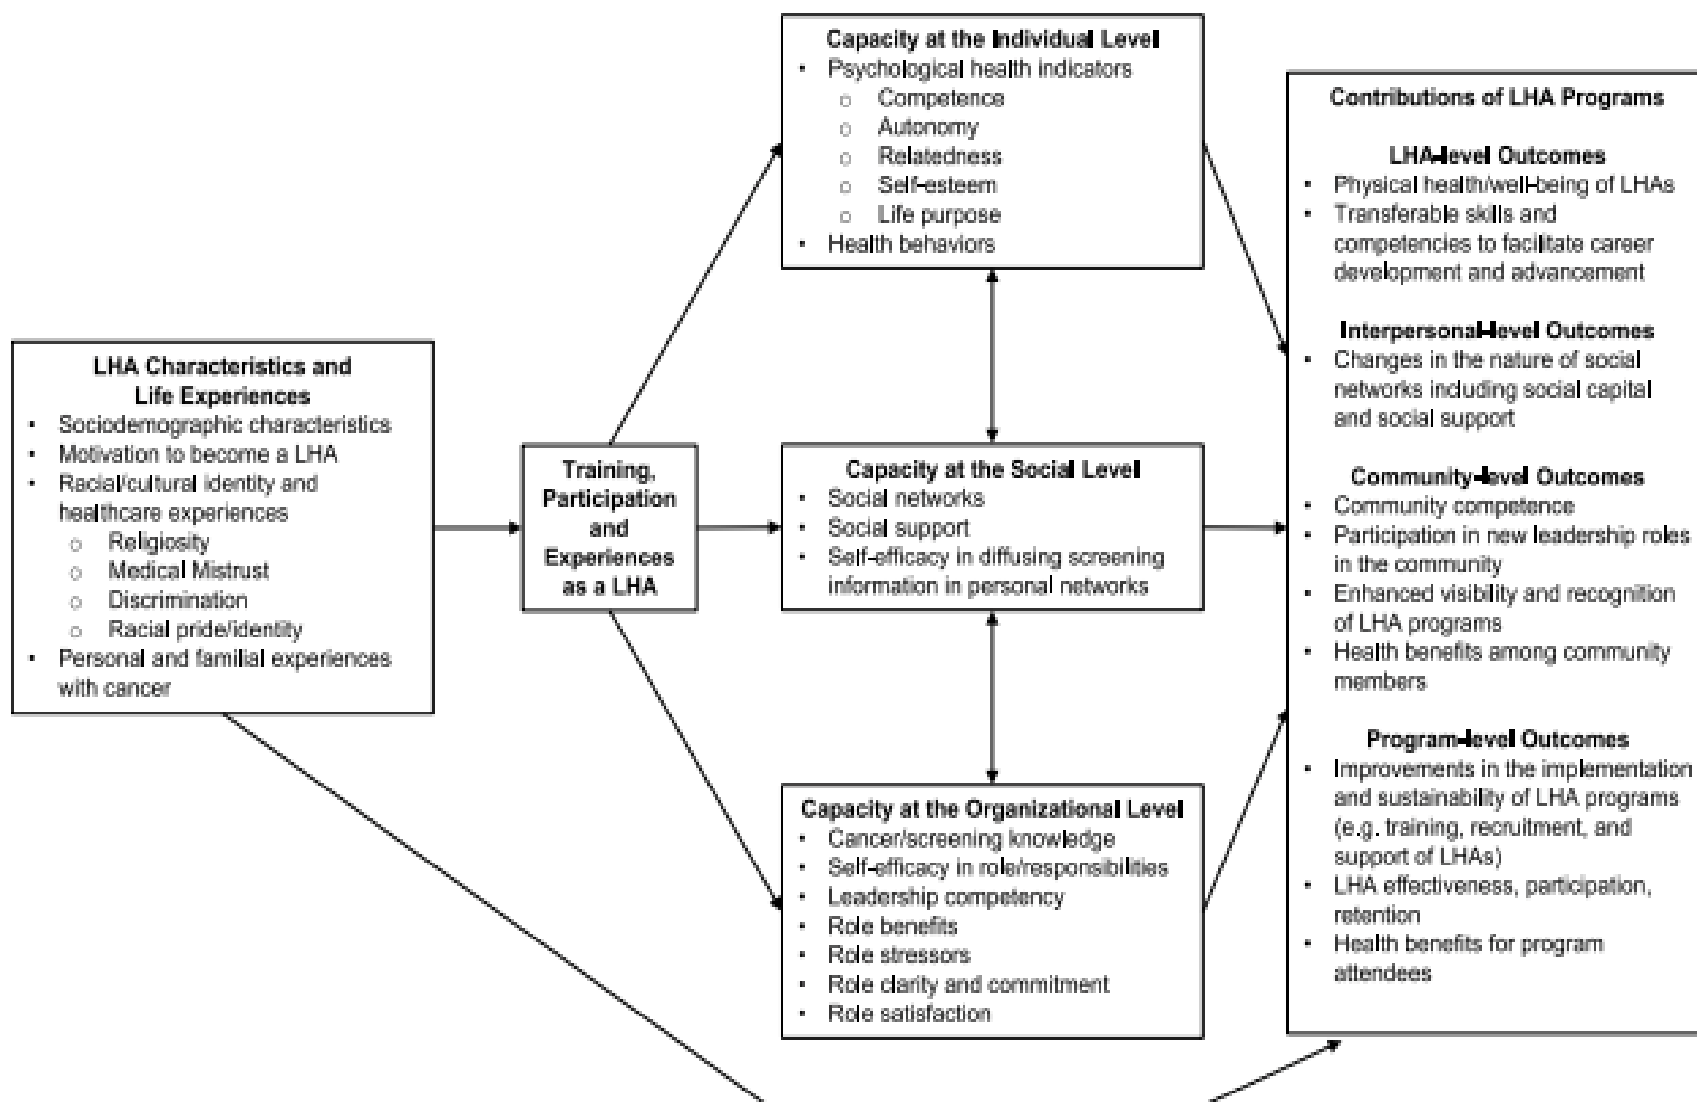 LHA Characteristics and
Life Experiences
• Sociodemographic characteristics
• Motivation to become a LHA
• Racial/cultural identity and
healthcare experiences
o Religiosity
o Medical Mistrust
o Discrimination
o Racial pride/identity
• Personal and familial experiences
with cancer
Training,
Participation
and
Experiences
as a LHA
Capacity at the Individual Level
• Psychological health indicators
o Competence
o Autonomy
o Relatedness
o Self-esteem
o Life purpose
• Health behaviors
Capacity at the Social Level
• Social networks
• Social support
• Self-efficacy in diffusing screening
information in personal networks
Capacity at the Organizational Level
• Cancer/screening knowledge
• Self-efficacy in role/responsibilities
• Leadership competency
• Role benefits
• Role stressors
• Role clarity and commitment
• Role satisfaction
Contributions of LHA Programs
LHA-level Outcomes
• Physical health/well-being of LHAs
• Transferable skills and
competencies to facilitate career
development and advancement
Interpersonal-level Outcomes
• Changes in the nature of social
networks including social capital
and social support
Community-level Outcomes
• Community competence
• Participation in new leadership roles
in the community
• Enhanced visibility and recognition
of LHA programs
• Health benefits among community
members
Program-level Outcomes
• Improvements in the implementation
and sustainability of LHA programs
(e.g. training, recruitment, and
support of LHAs)
• LHA effectiveness, participation,
retention
• Health benefits for program
attendees